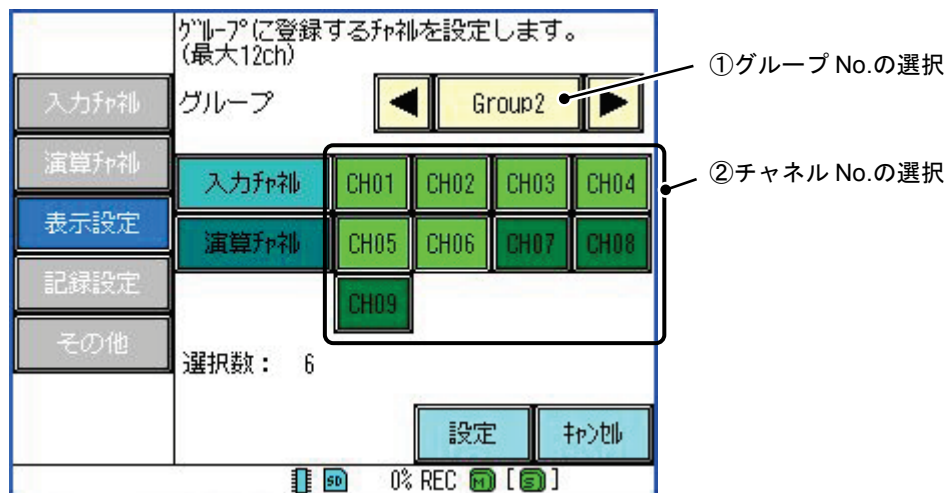 ｸﾞﾙｰﾌﾟに登録するﾁｬﾈﾙを設定します。
(最大12ch)
グループ
Group2
①グループ No.の選択
入力ﾁｬﾈﾙ
演算ﾁｬﾈﾙ
表示設定
記録設定
その他
入力ﾁｬﾈﾙ
CH01
CH02
CH03
CH04
②チャネル No.の選択
演算ﾁｬﾈﾙ
CH05
CH06
CH07
CH08
CH09
選択数： 6
設定
ｷｬﾝｾﾙ
SD 0% REC M [S]